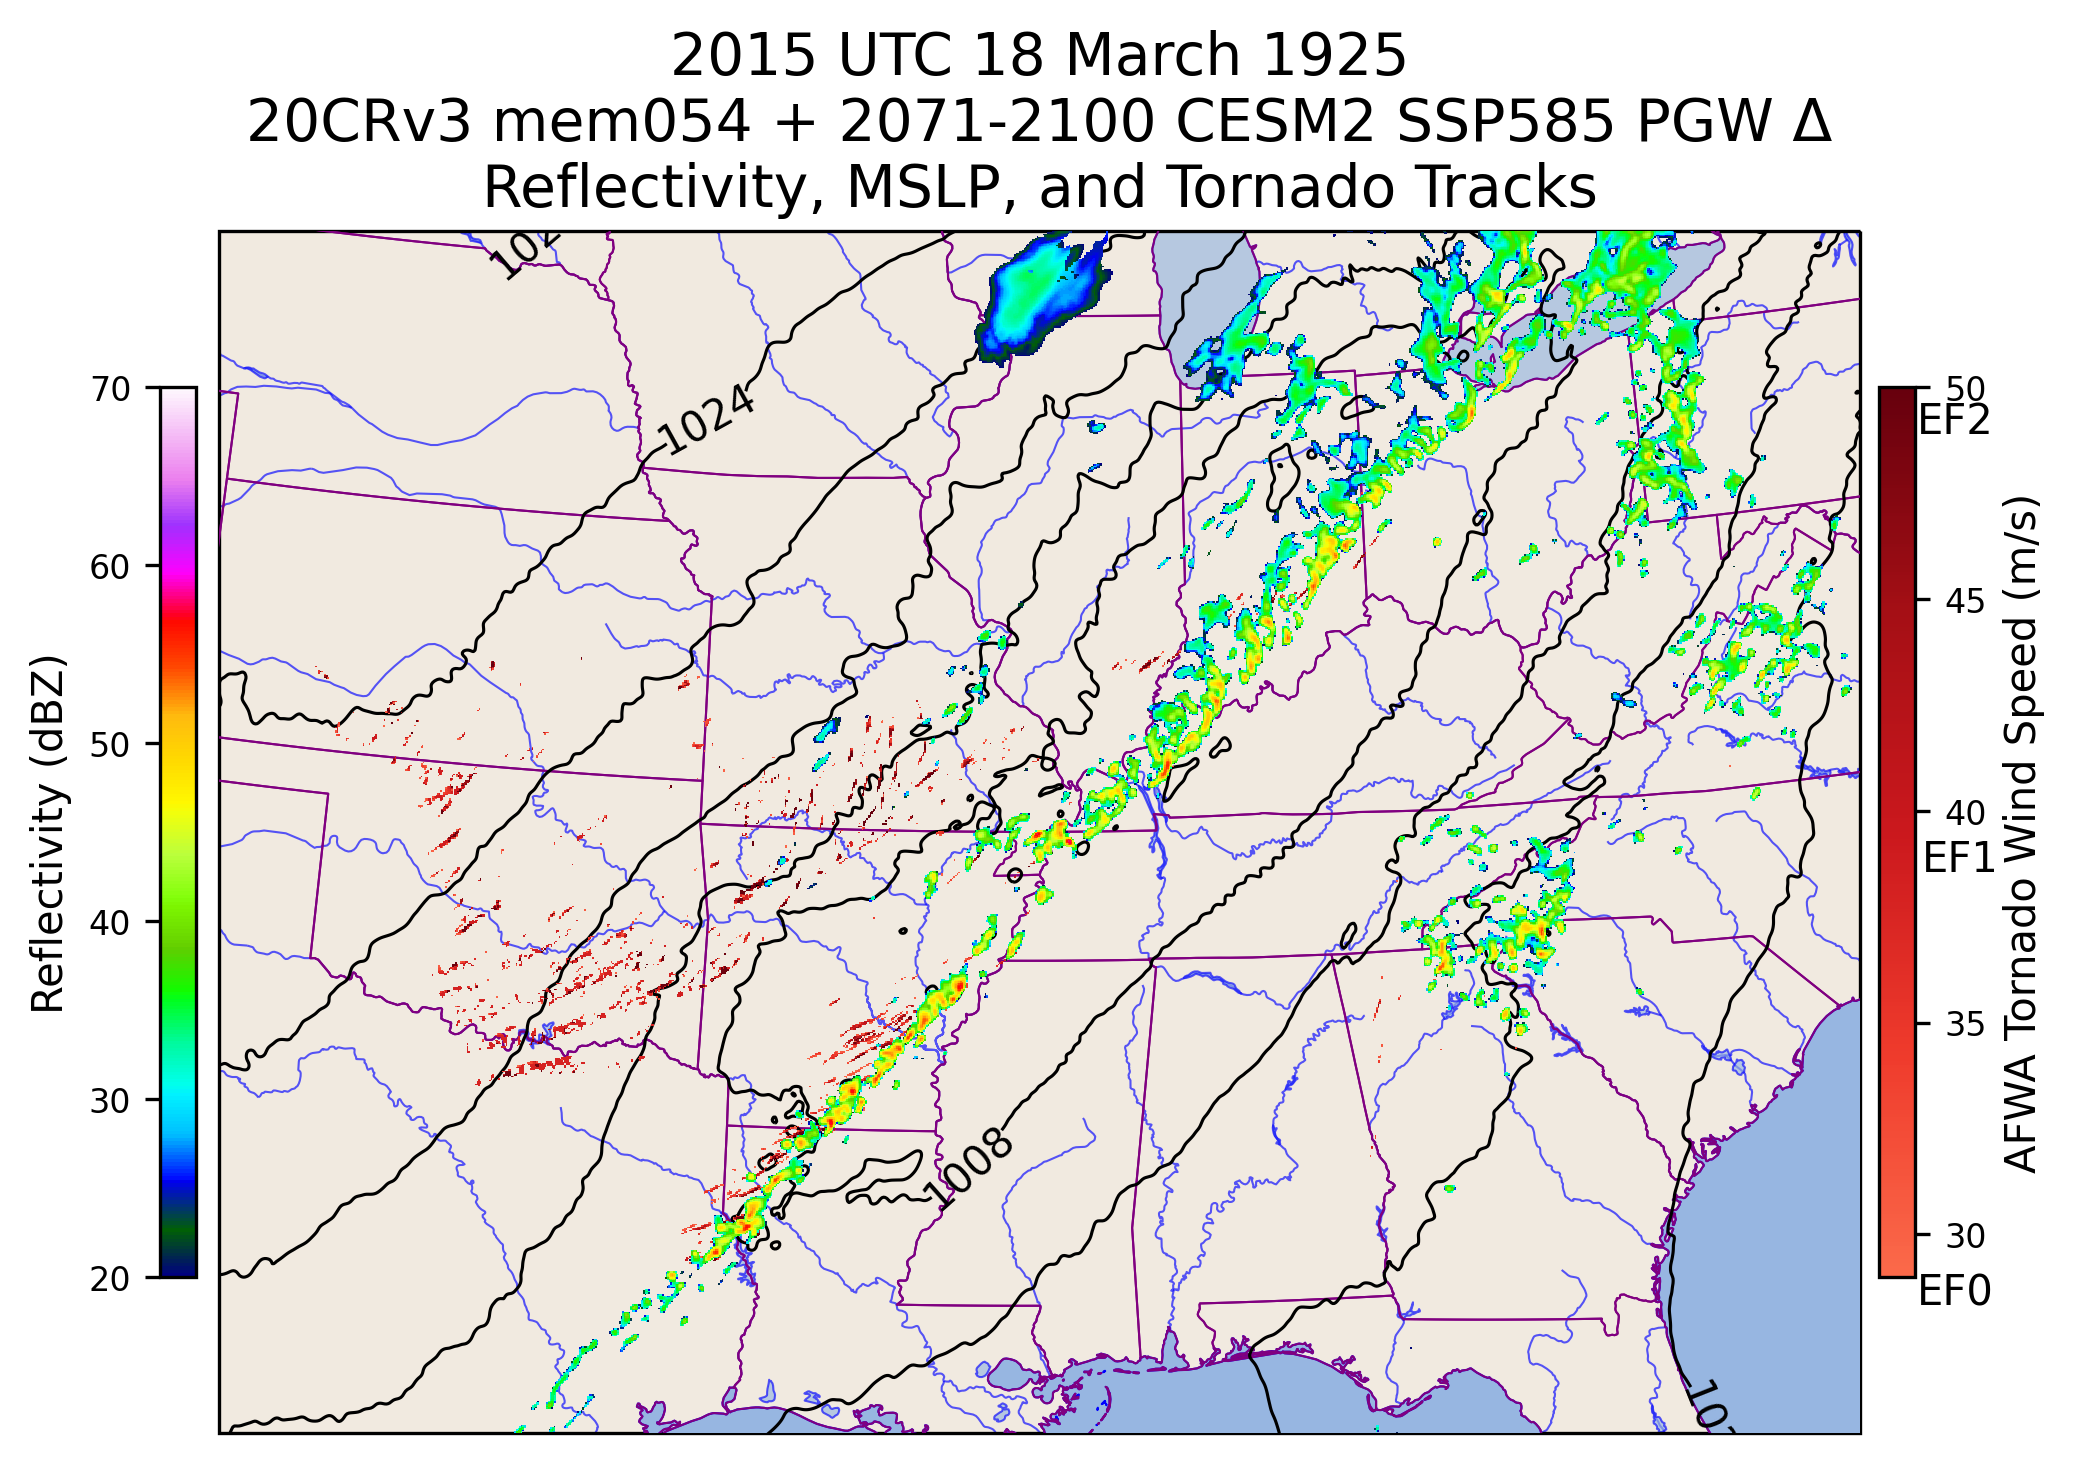 2015 UTC 18 March 1925
20CRv3 mem054 + 2071-2100 CESM2 SSP585 PGW Δ
Reflectivity, MSLP, and Tornado Tracks
102
1024
1008
70
60
50
40
30
20
Reflectivity (dBZ)
50
EF2
45
40
EF1
35
30
EF0
AFWA Tornado Wind Speed (m/s)